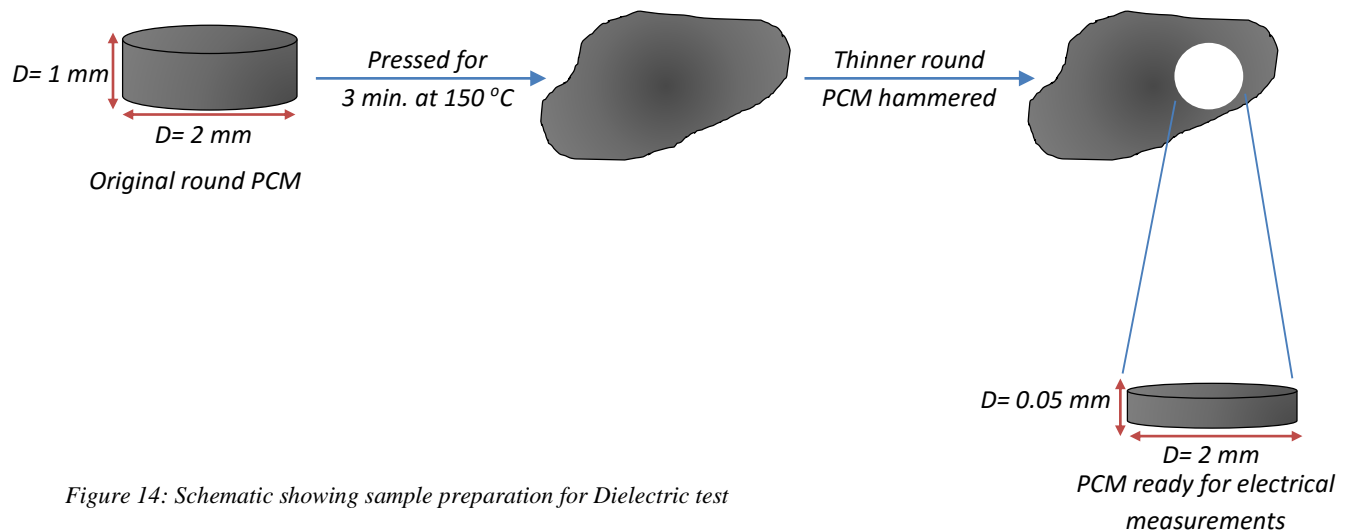 D= 1 mm
D= 2 mm
Original round PCM
Pressed for
3 min. at 150 °C
Thinner round
PCM hammered
D= 0.05 mm
D= 2 mm
PCM ready for electrical
measurements
Figure 14: Schematic showing sample preparation for Dielectric test